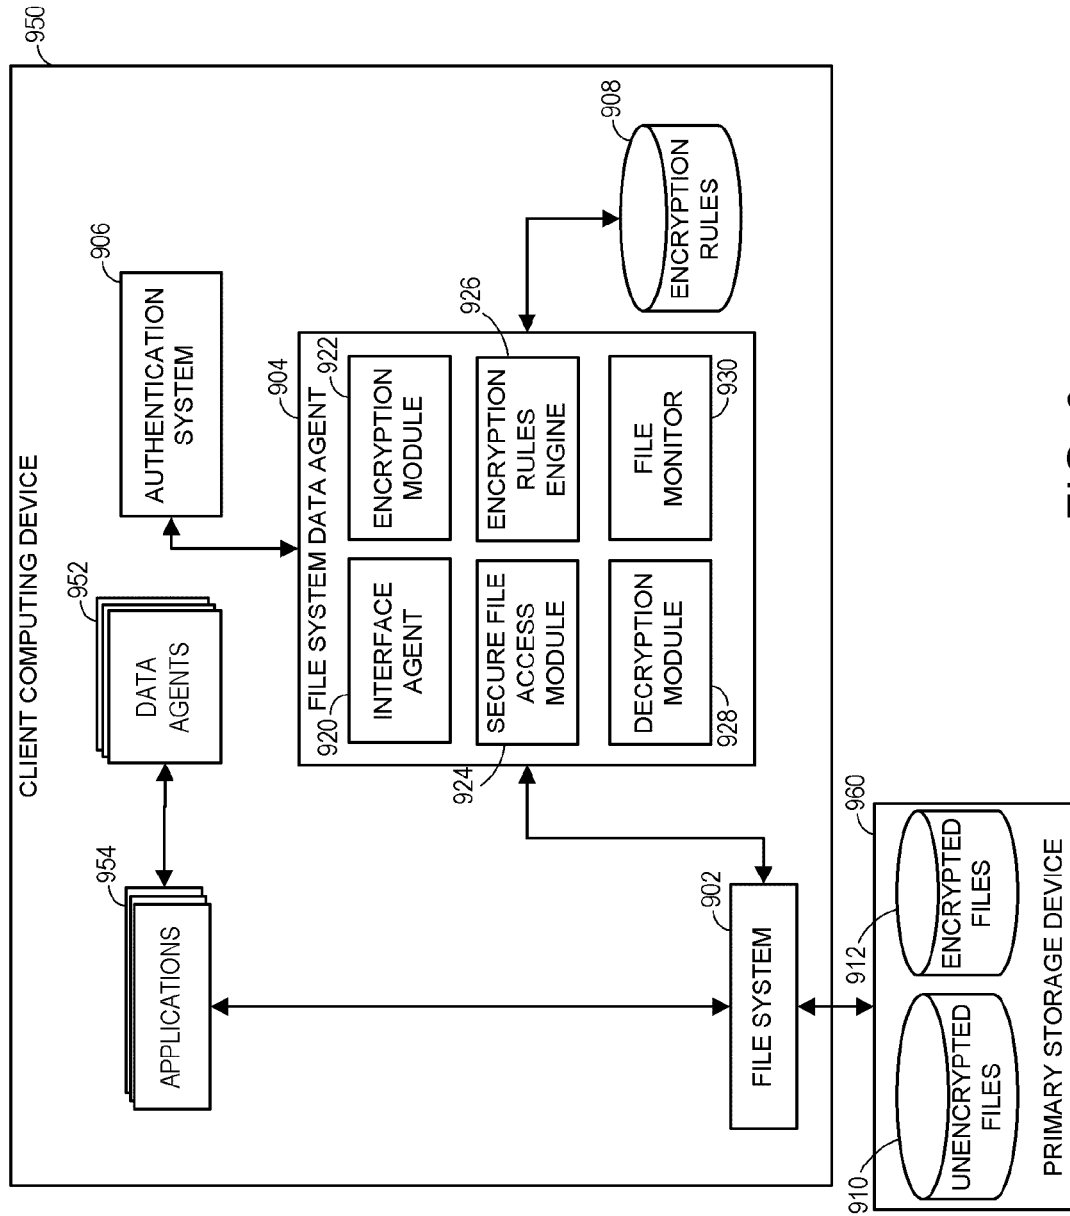 CLIENT COMPUTING DEVICE
950
954
APPLICATIONS
952
DATA
AGENTS
906
AUTHENTICATION
SYSTEM
904
FILE SYSTEM DATA AGENT
920
INTERFACE
AGENT
922
ENCRYPTION
MODULE
924
SECURE FILE
ACCESS
MODULE
926
ENCRYPTION
RULES
ENGINE
928
DECRYPTION
MODULE
930
FILE
MONITOR
908
ENCRYPTION
RULES
902
FILE SYSTEM
960
910
UNENCRYPTED
FILES
912
ENCRYPTED
FILES
PRIMARY STORAGE DEVICE